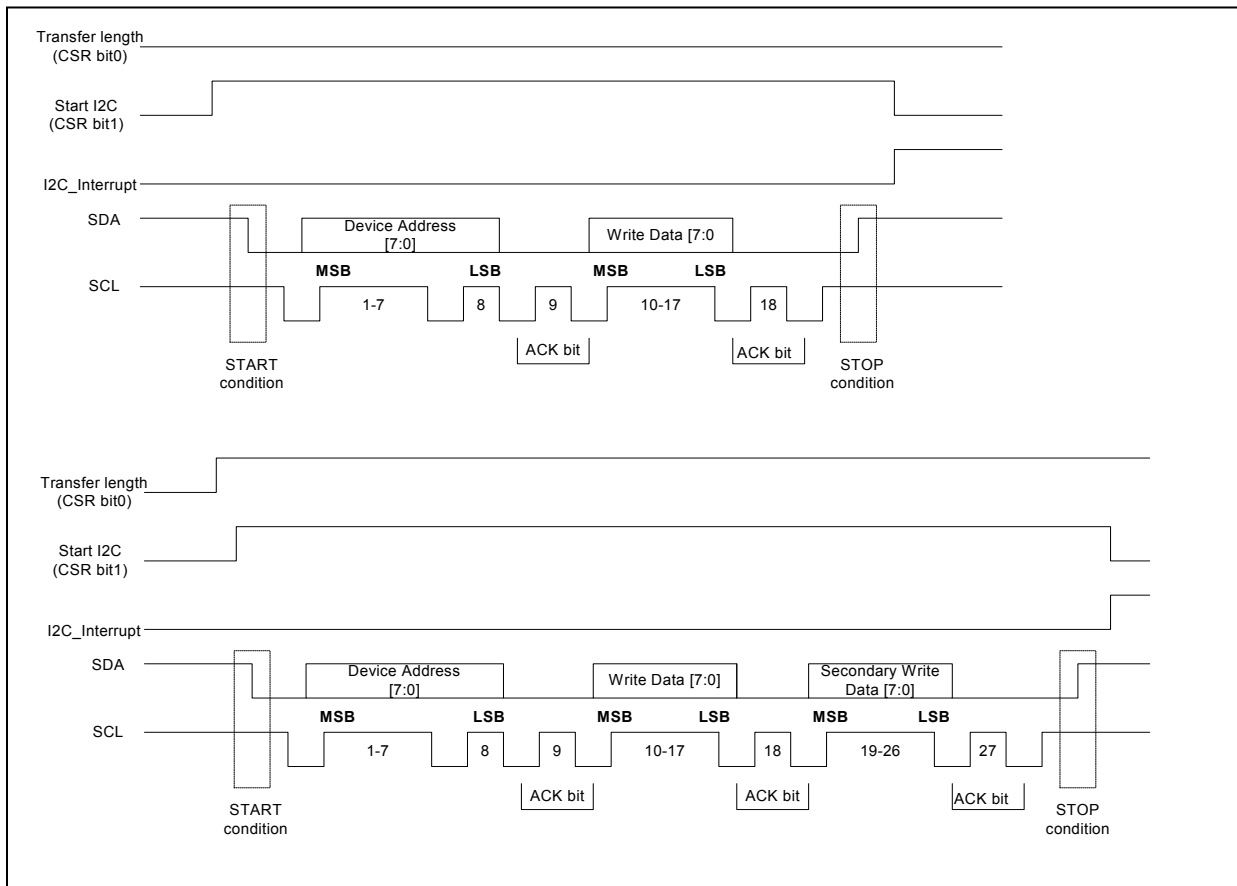 Transfer length
(CSR bit0)
Start I2C
(CSR bit1)
I2C_Interrupt
SDA
Device Address
[7:0]
Write Data [7:0
MSB
LSB
MSB
LSB
SCL
1-7
8
9
10-17
18
ACK bit
ACK bit
START
condition
STOP
condition
Transfer length
(CSR bit0)
Start I2C
(CSR bit1)
I2C_Interrupt
SDA
Device Address
[7:0]
Write Data [7:0]
Secondary Write
Data [7:0]
MSB
LSB
MSB
LSB
MSB
LSB
SCL
1-7
8
9
10-17
18
19-26
27
ACK bit
ACK bit
ACK bit
START
condition
STOP
condition